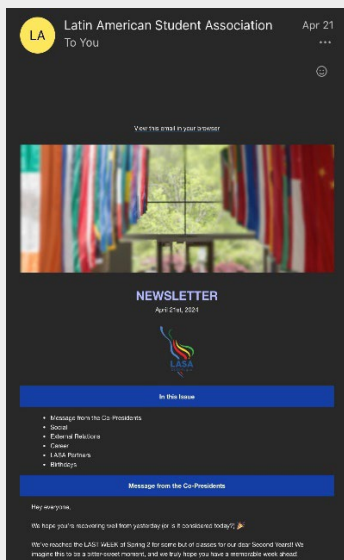 LA
Latin American Student Association
Apr 21
To You
View this email in your browser
NEWSLETTER
April 21st, 2024
LASA
In this Issue
Message from the Co-Presidents
Social
External Relations
Career
LASA Partners
Birthdays
Message from the Co-Presidents
Hey everyone,
We hope you're recovering well from yesterday (or is it considered today?)
We've reached the LAST WEEK of Spring 2 for some but of classes for our dear Second Years!! We
imagine this to be a bitter-sweet moment, and we truly hope you have a memorable week ahead.